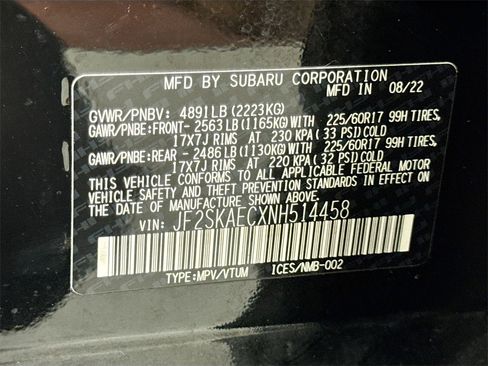 MFD BY SUBARU CORPORATION 08/22
GVWR/PNBV: 4891LB(2223KG)
GAWR/PNBE:FRONT-2563LB(1165KG)WITH 225/60R17 99H TIRES,
17X7J RIMS AT 230 KPA(33 PSI)COLD
GAWR/PNBE:REAR -2486LB(1130KG)WITH 225/60R17 99H TIRES,
17X7J RIMS AT 220 KPA(32 PSI)COLD
THIS VEHICLE CONFORMS TO ALL APPLICABLE FEDERAL MOTOR
VEHICLE SAFETY AND THEFT PREVENTION STANDARDS IN EFFECT ON
THE DATE OF MANUFACTURE SHOWN ABOVE.
VIN: JF2SKAECXNH514458
TYPE:MPV/VTUM ICES/NMB-002